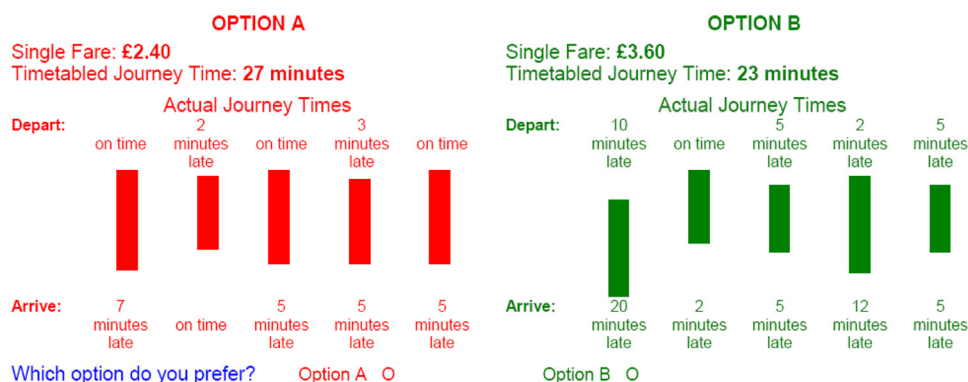 OPTION A
Single Fare: £2.40
Timetabled Journey Time: 27 minutes
Actual Journey Times
Depart: on time 2 minutes late on time 3 minutes late on time
Arrive: 7 minutes late on time 5 minutes late 5 minutes late 5 minutes late
OPTION B
Single Fare: £3.60
Timetabled Journey Time: 23 minutes
Actual Journey Times
Depart: 10 minutes late on time 5 minutes late 2 minutes late 5 minutes late
Arrive: 20 minutes late 2 minutes late 5 minutes late 12 minutes late 5 minutes late
Which option do you prefer? Option A O Option B O